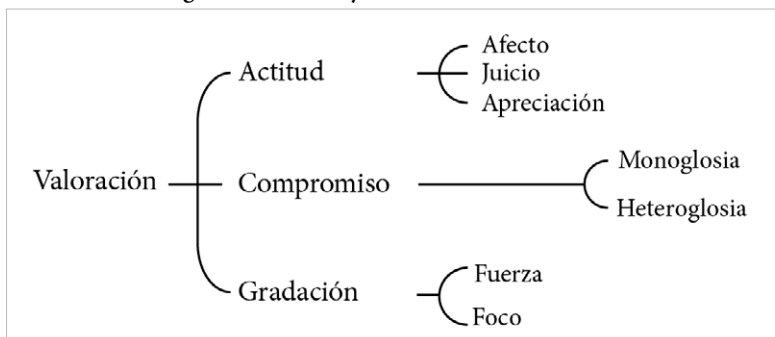 Actitud
Afecto
Juicio
Apreciación
Valoración
Compromiso
Monoglosia
Heteroglosia
Gradación
Fuerza
Foco